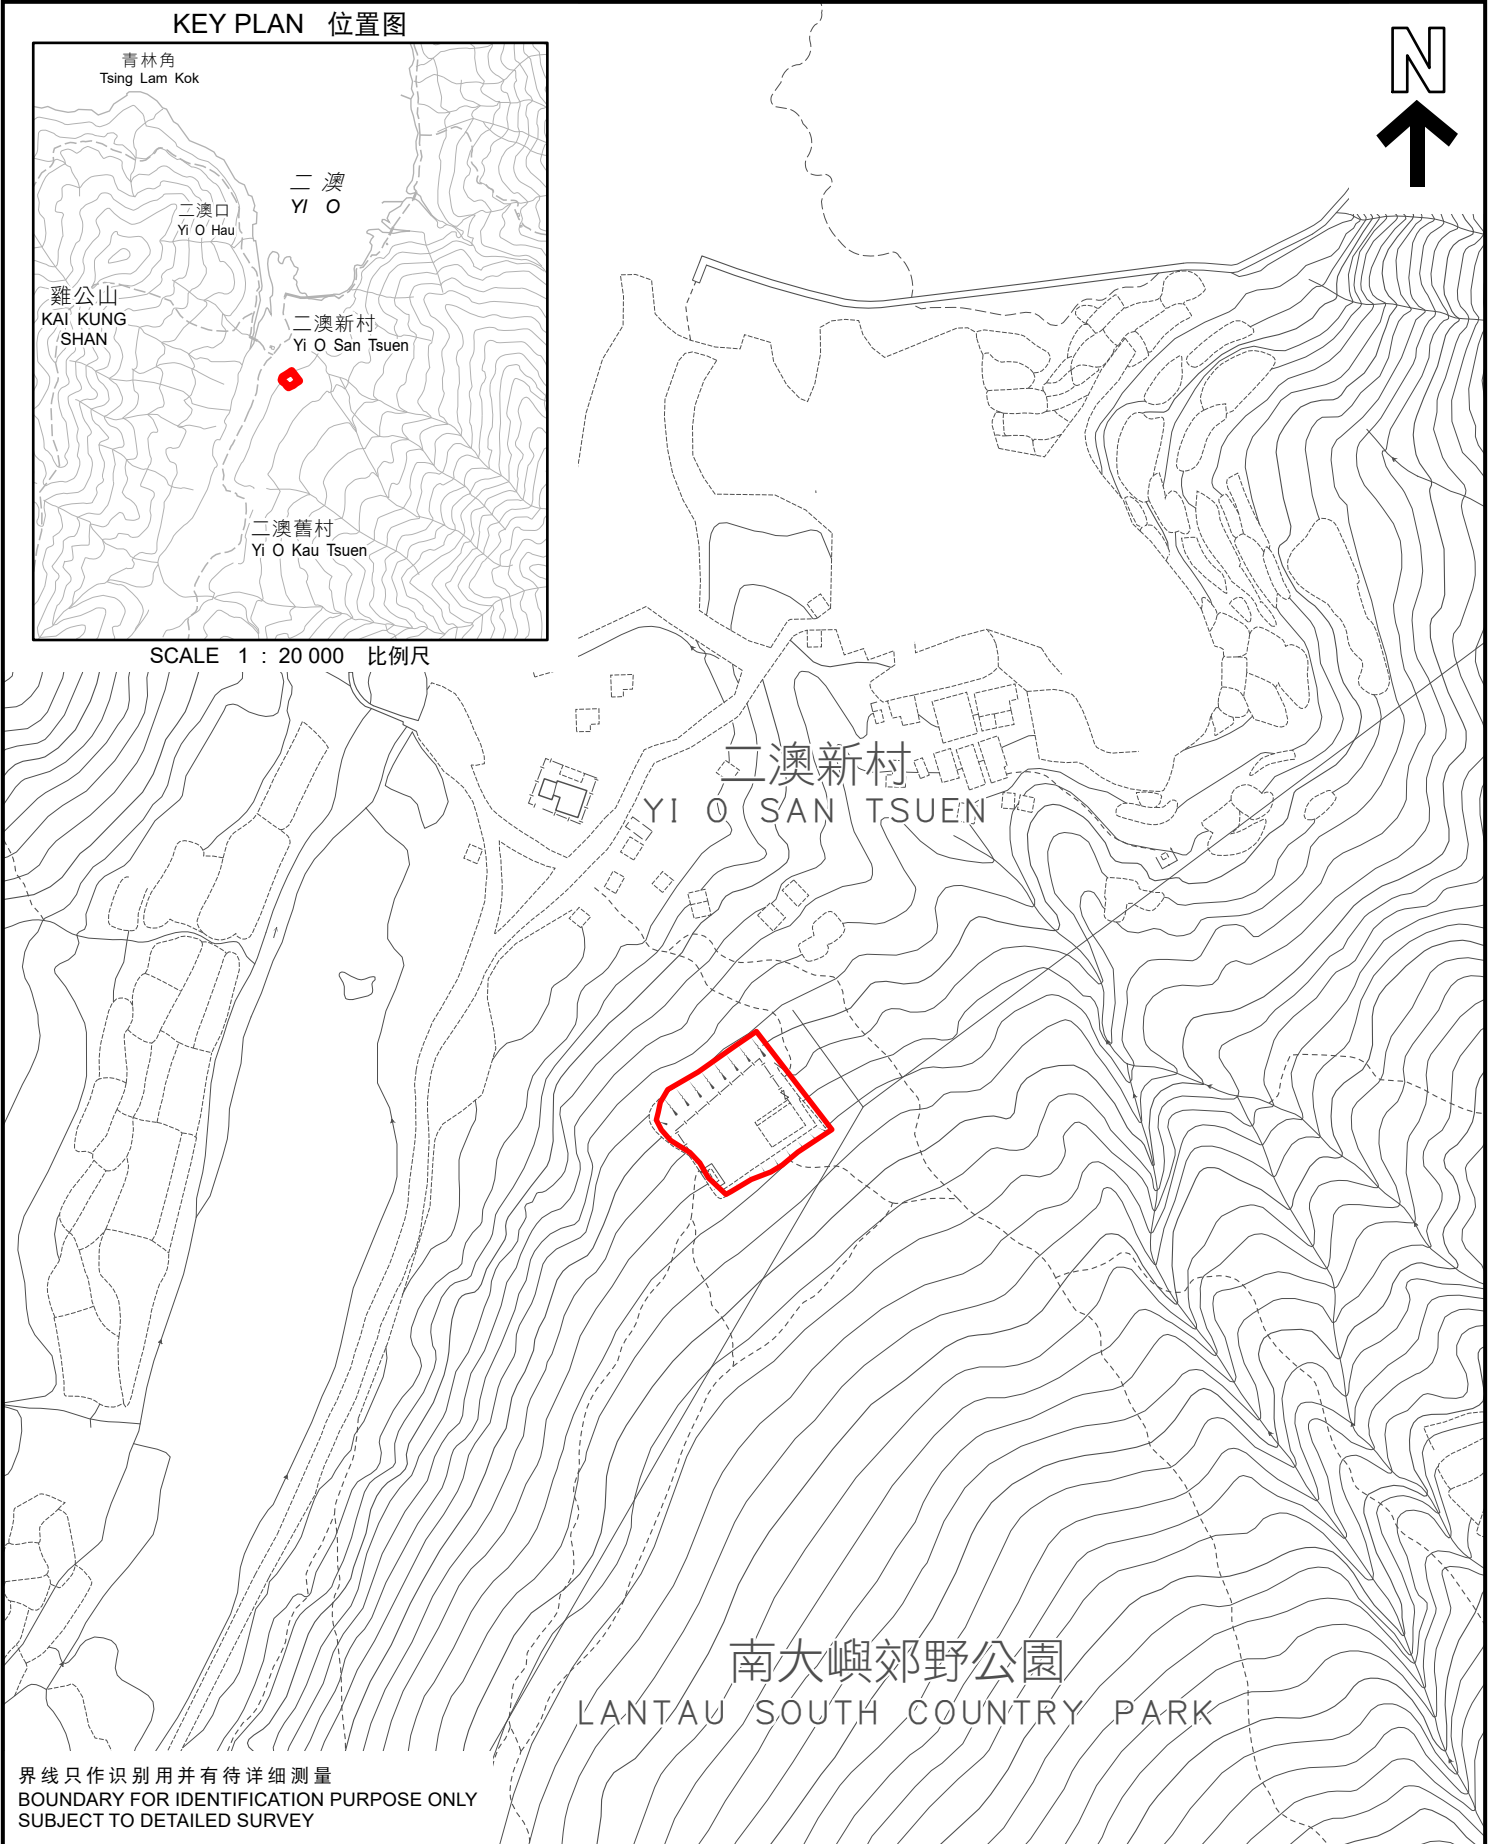 KEY PLAN 位置图
N
青林角
Tsing Lam Kok
二澳
YI O
二澳口
Yi O Hau
雞公山
KAI KUNG
SHAN
二澳新村
Yi O San Tsuen
二澳舊村
Yi O Kau Tsuen
SCALE 1 : 20 000 比例尺
二澳新村
YI O SAN TSUEN
南大嶼郊野公園
LANTAU SOUTH COUNTRY PARK
界线只作识别用并有待详细测量
BOUNDARY FOR IDENTIFICATION PURPOSE ONLY
SUBJECT TO DETAILED SURVEY